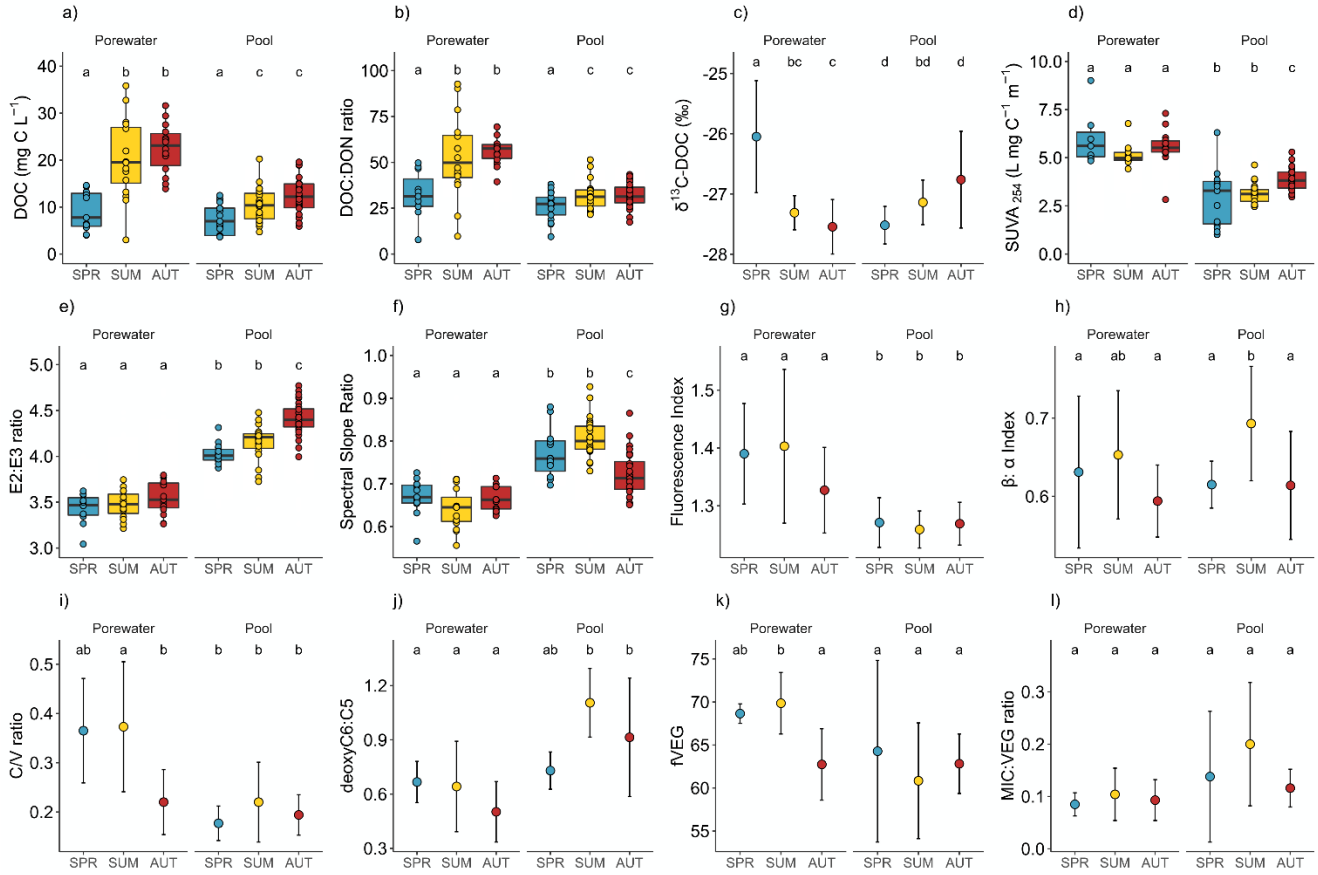 a)
Porewater Pool
a b b a c c
DOC (mg C L⁻¹)
40
30
20
10
0
SPR SUM AUT SPR SUM AUT
b)
Porewater Pool
a b b a c c
DOC:DON ratio
100
75
50
25
0
SPR SUM AUT SPR SUM AUT
c)
Porewater Pool
a bc c d bd d
δ¹³C-DOC (‰)
-25
-26
-27
-28
SPR SUM AUT SPR SUM AUT
d)
Porewater Pool
a a a b b c
SUVA ₂₅₄ (L mg C⁻¹ m⁻¹)
10.0
7.5
5.0
2.5
0.0
SPR SUM AUT SPR SUM AUT
e)
Porewater Pool
a a a b b c
E2:E3 ratio
5.0
4.5
4.0
3.5
3.0
SPR SUM AUT SPR SUM AUT
f)
Porewater Pool
a a a b b c
Spectral Slope Ratio
1.0
0.9
0.8
0.7
0.6
SPR SUM AUT SPR SUM AUT
g)
Porewater Pool
a a a b b b
Fluorescence Index
1.5
1.4
1.3
SPR SUM AUT SPR SUM AUT
h)
Porewater Pool
a ab a a b a
β: α Index
0.7
0.6
SPR SUM AUT SPR SUM AUT
i)
Porewater Pool
ab a b b b b
C/V ratio
0.5
0.4
0.3
0.2
SPR SUM AUT SPR SUM AUT
j)
Porewater Pool
a a a ab b b
deoxyC6:C5
1.2
0.9
0.6
0.3
SPR SUM AUT SPR SUM AUT
k)
Porewater Pool
ab b a a a a
fVEG
75
70
65
60
55
SPR SUM AUT SPR SUM AUT
l)
Porewater Pool
a a a a a a
MIC:VEG ratio
0.3
0.2
0.1
0.0
SPR SUM AUT SPR SUM AUT